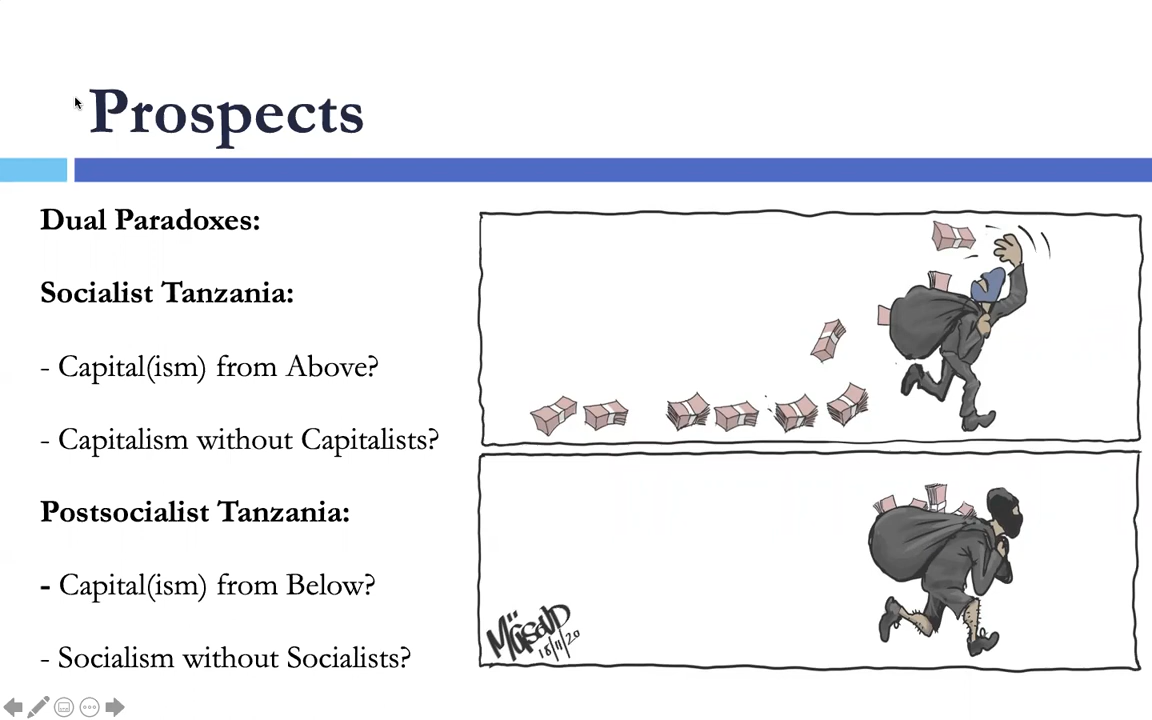 Prospects
Dual Paradoxes:
Socialist Tanzania:
- Capital(ism) from Above?
- Capitalism without Capitalists?
Postsocialist Tanzania:
- Capital(ism) from Below?
- Socialism without Socialists?
18/11/20